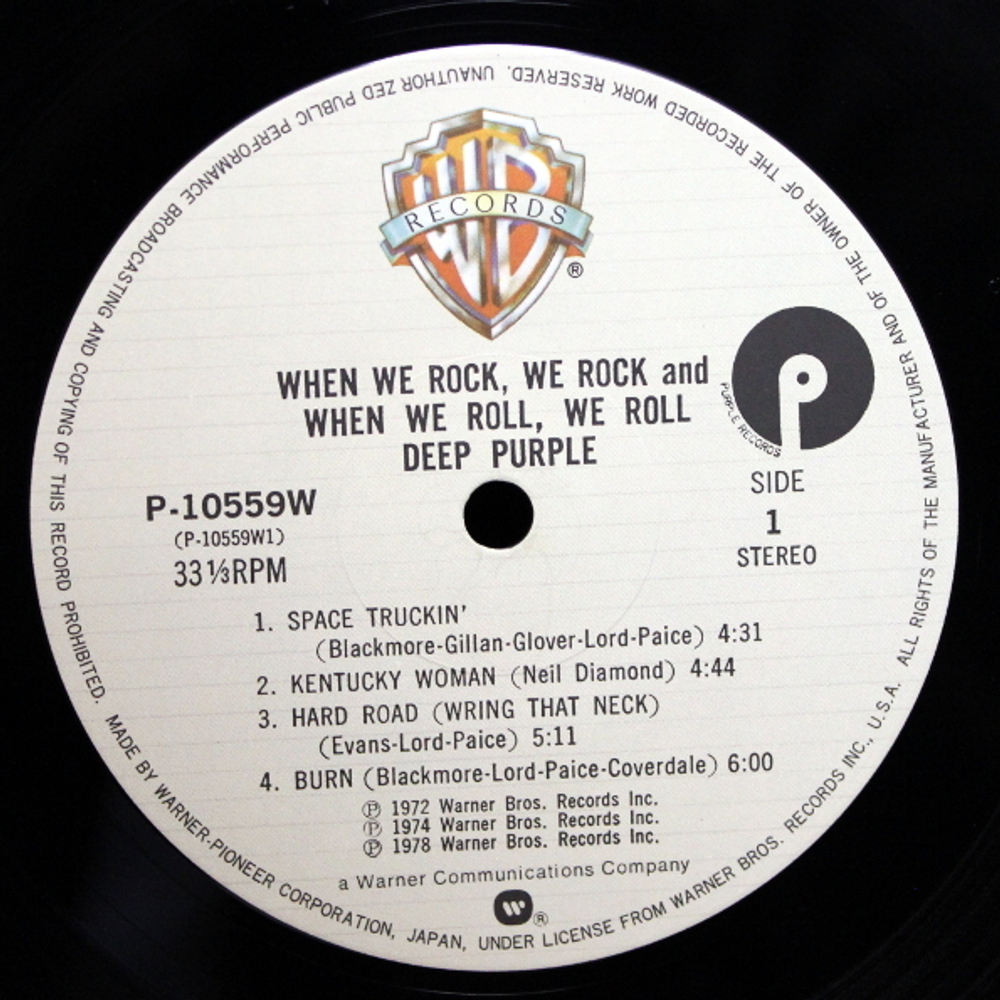 WB
RECORDS
®
WHEN WE ROCK, WE ROCK and
WHEN WE ROLL, WE ROLL
DEEP PURPLE
PURPLE RECORDS
P-10559W
(P-10559W1)
33 1/3 RPM
SIDE
1
STEREO
1. SPACE TRUCKIN'
(Blackmore-Gillan-Glover-Lord-Paice) 4:31
2. KENTUCKY WOMAN (Neil Diamond) 4:44
3. HARD ROAD (WRING THAT NECK)
(Evans-Lord-Paice) 5:11
4. BURN (Blackmore-Lord-Paice-Coverdale) 6:00
℗ 1972 Warner Bros. Records Inc.
℗ 1974 Warner Bros. Records Inc.
℗ 1978 Warner Bros. Records Inc.
a Warner Communications Company
®
MADE BY WARNER-PIONEER CORPORATION, JAPAN, UNDER LICENSE FROM WARNER BROS. RECORDS INC., U.S.A. ALL RIGHTS OF THE MANUFACTURER AND OF THE OWNER OF THE RECORDED WORK RESERVED. UNAUTHOR ZED PUBLIC PERFORMANCE BROADCASTING AND COPYING OF THIS RECORD PROHIBITED.